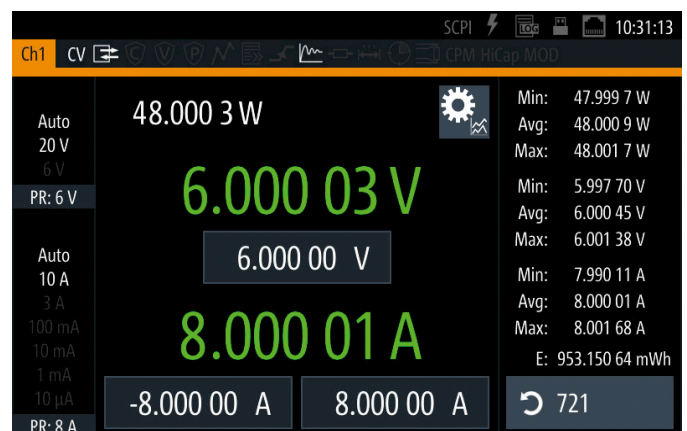 SCPI LOG 10:31:13
Ch1 CV C V P CPM HiCap MOD
Auto
20 V
6 V
PR: 6 V
Auto
10 A
3 A
100 mA
10 mA
1 mA
10 µA
PR: 8 A
48.000 3 W
6.000 03 V
6.000 00 V
8.000 01 A
-8.000 00 A 8.000 00 A
Min: 47.999 7 W
Avg: 48.000 9 W
Max: 48.001 7 W
Min: 5.997 70 V
Avg: 6.000 45 V
Max: 6.001 38 V
Min: 7.990 11 A
Avg: 8.000 01 A
Max: 8.001 68 A
E: 953.150 64 mWh
721